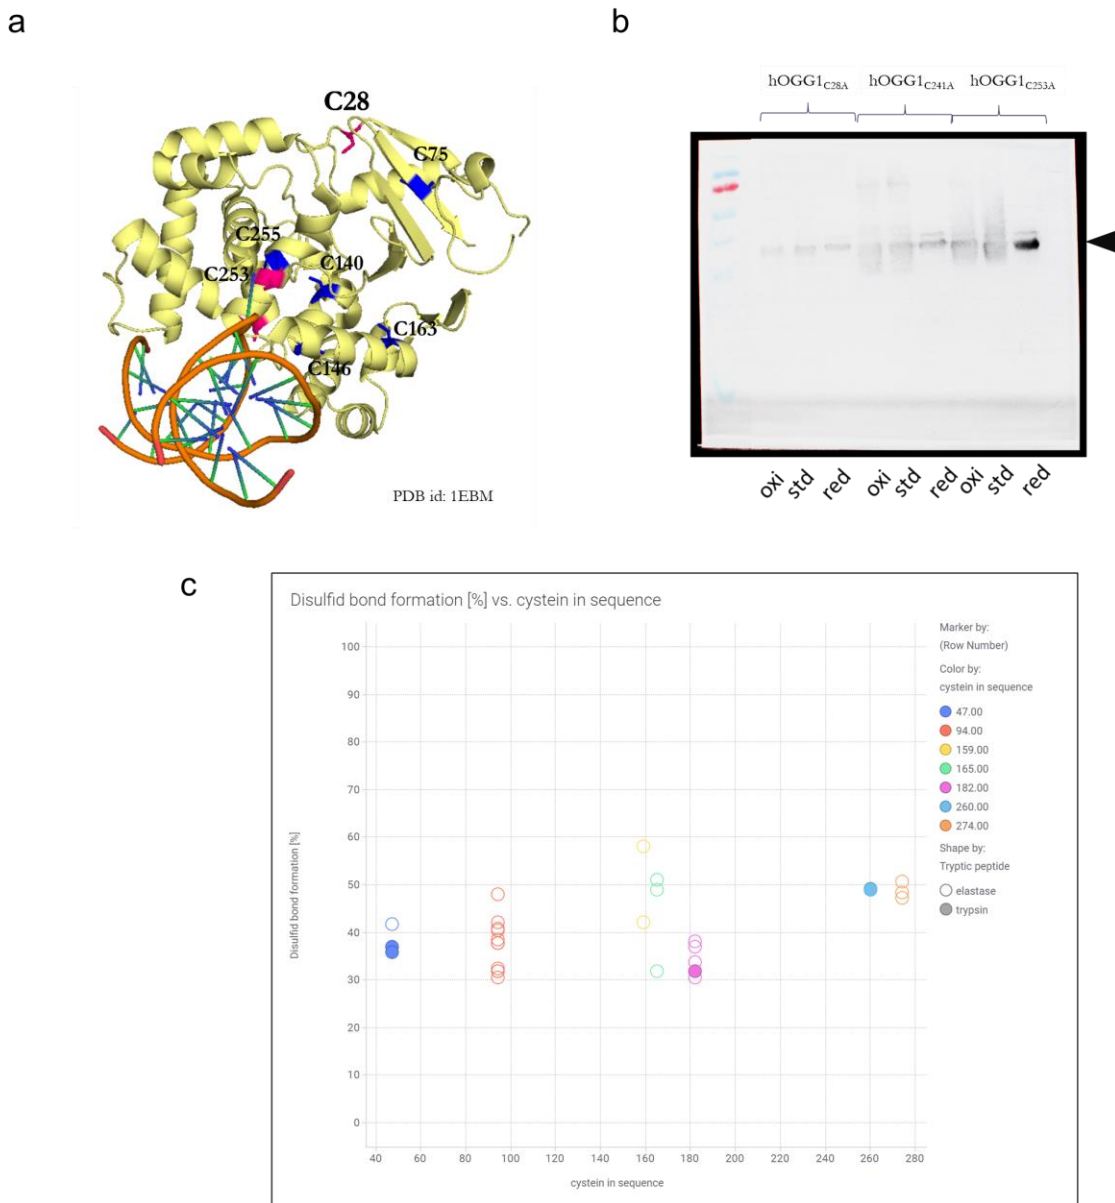 a
C28
C75
C255
C253
C140
C163
C146
PDB id: 1EBM
b
hOGG1C28A hOGG1C241A hOGG1C253A
oxi std red oxi std red oxi std red
c
Disulfid bond formation [%] vs. cystein in sequence
Disulfid bond formation [%]
100
90
80
70
60
50
40
30
20
10
0
40 60 80 100 120 140 160 180 200 220 240 260 280
cystein in sequence
Marker by:
(Row Number)
Color by:
cystein in sequence
47.00
94.00
159.00
165.00
182.00
260.00
274.00
Shape by:
Tryptic peptide
elastase
trypsin